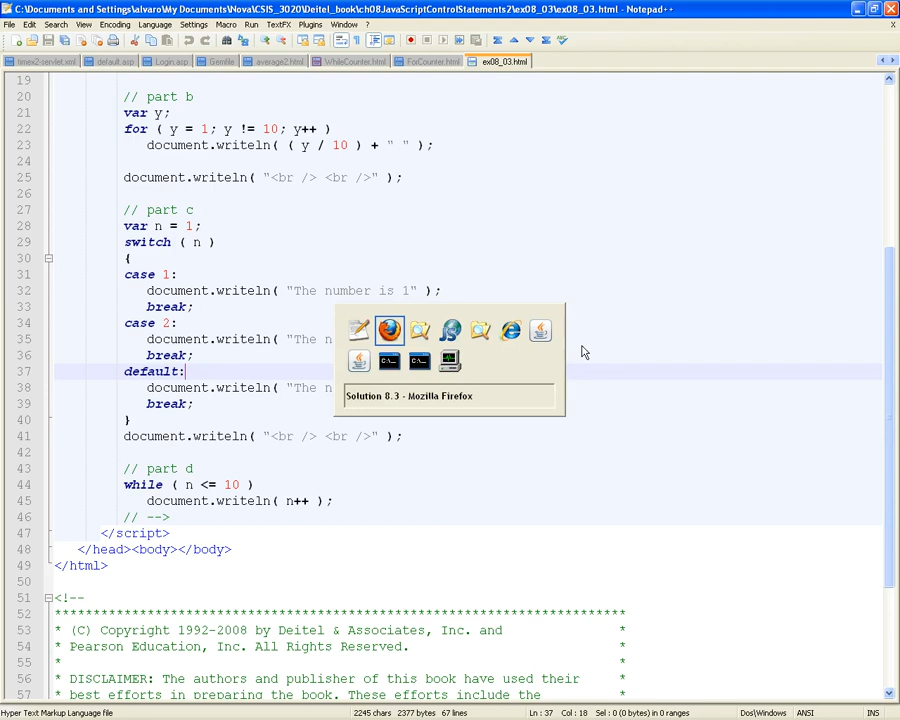 C:\Documents and Settings\alvaro\My Documents\Nova\CSIS_3020\Deitel_book\ch08JavaScriptControlStatements2\ex08_03\ex08_03.html - Notepad++
File Edit Search View Encoding Language Settings Macro Run TextFX Plugins Window ? X
timex2-servlet.xml default.asp Login.asp Gemfile average2.html WhileCounter.html ForCounter.html ex08_03.html
19
20 // part b
21 var y;
22 for ( y = 1; y != 10; y++ )
23 document.writeln( ( y / 10 ) + " " );
24
25 document.writeln( "<br /> <br />" );
26
27 // part c
28 var n = 1;
29 switch ( n )
30 {
31 case 1:
32 document.writeln( "The number is 1" );
33 break;
34 case 2:
35 document.writeln( "The n
36 break;
37 default:
38 document.writeln( "The n
39 break;
40 }
41 document.writeln( "<br /> <br />" );
42
43 // part d
44 while ( n <= 10 )
45 document.writeln( n++ );
46 // -->
47 </script>
48 </head><body></body>
49 </html>
50
51 <!--
52 **************************************************************************
53 * (C) Copyright 1992-2008 by Deitel & Associates, Inc. and *
54 * Pearson Education, Inc. All Rights Reserved. *
55 * *
56 * DISCLAIMER: The authors and publisher of this book have used their *
57 * best efforts in preparing the book. These efforts include the *
C:\. C:\.
Solution 8.3 - Mozilla Firefox
Hyper Text Markup Language file 2245 chars 2377 bytes 67 lines Ln : 37 Col : 18 Sel : 0 (0 bytes) in 0 ranges Dos\Windows ANSI INS